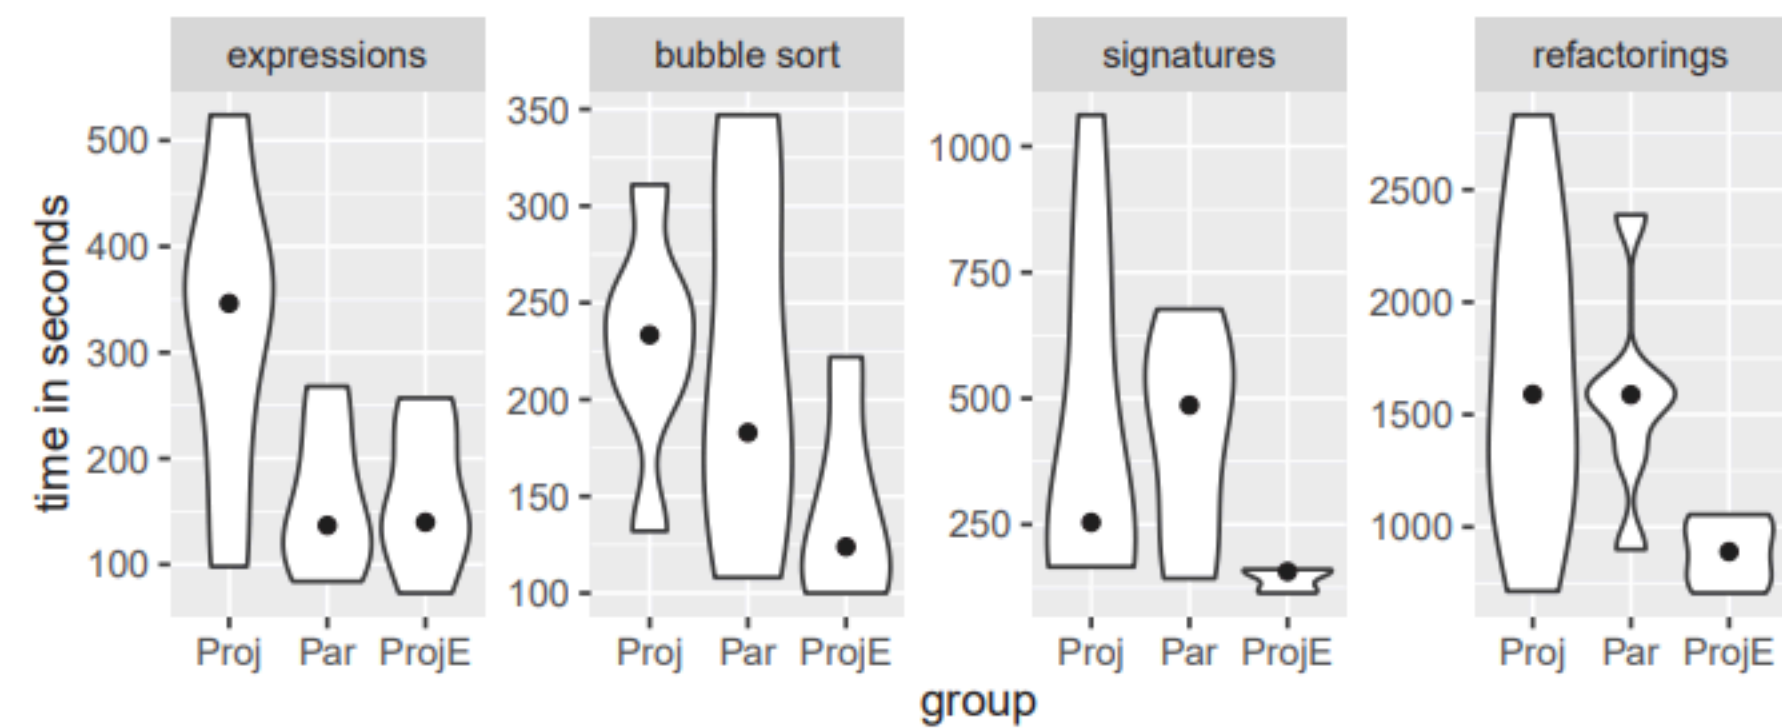 expressions
bubble sort
signatures
refactorings
time in seconds
500
400
300
200
100
350
300
250
200
150
100
1000
750
500
250
2500
2000
1500
1000
Proj Par ProjE
Proj Par ProjE
Proj Par ProjE
Proj Par ProjE
group